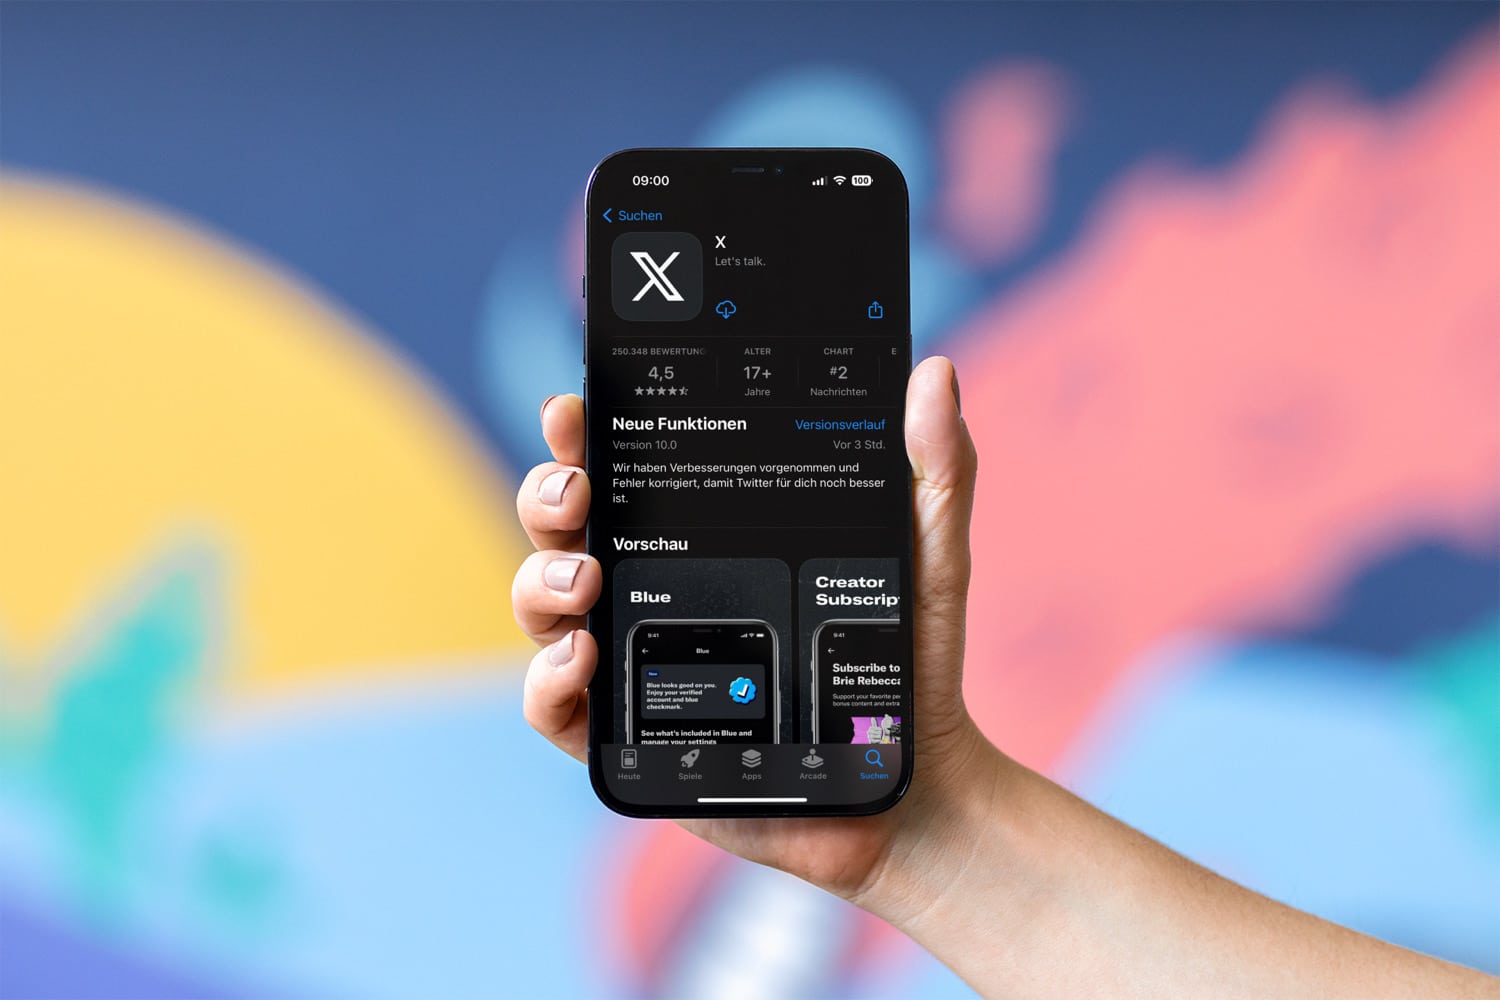 09:00
100
Suchen
X
X
Let's talk.
250.348 BEWERTUNG
ALTER
CHART
4,5
17+
#2
Jahre
Nachrichten
Neue Funktionen
Versionsverlauf
Version 10.0
Vor 3 Std.
Wir haben Verbesserungen vorgenommen und
Fehler korrigiert, damit Twitter für dich noch besser
ist.
Vorschau
Blue
9:41
Blue
New
Blue looks good on you.
Enjoy your verified
account and blue
checkmark.
See what's included in Blue and
manage your settings
Creator
Subscrip
9:41
Subscribe to
Brie Rebecca
Support your favorite pe
bonus content and extra
Heute
Spiele
Apps
Arcade
Suchen